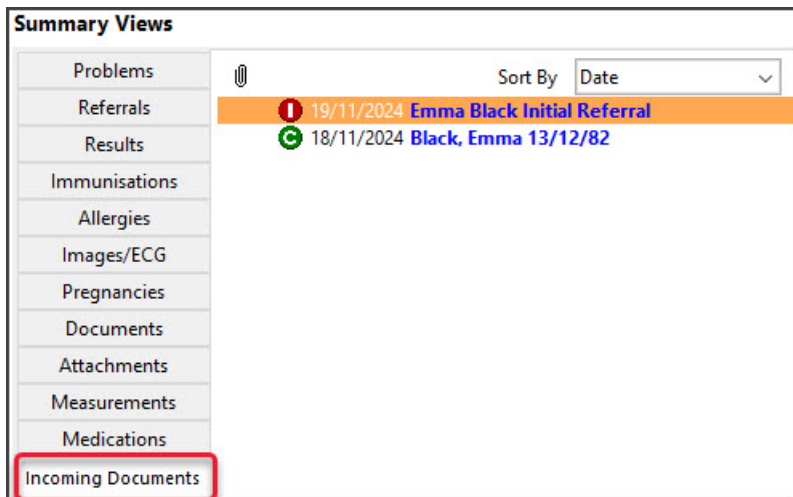 Summary Views
Problems
Referrals
Results
Immunisations
Allergies
Images/ECG
Pregnancies
Documents
Attachments
Measurements
Medications
Incoming Documents
Sort By Date
I 19/11/2024 Emma Black Initial Referral
C 18/11/2024 Black, Emma 13/12/82